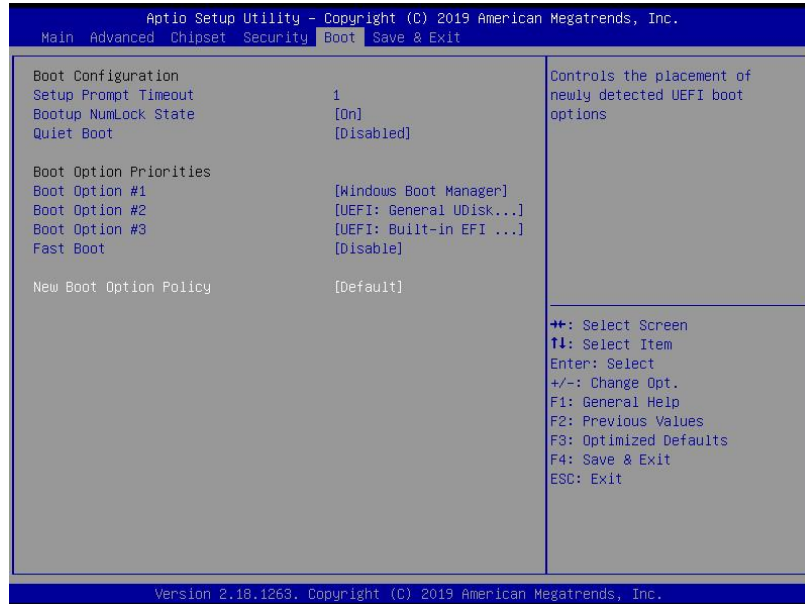 Aptio Setup Utility – Copyright (C) 2019 American Megatrends, Inc.
Main Advanced Chipset Security Boot Save & Exit
Boot Configuration
Setup Prompt Timeout 1
Bootup NumLock State [On]
Quiet Boot [Disabled]
Boot Option Priorities
Boot Option #1 [Windows Boot Manager]
Boot Option #2 [UEFI: General UDisk...]
Boot Option #3 [UEFI: Built-in EFI ...]
Fast Boot [Disable]
New Boot Option Policy [Default]
Controls the placement of
newly detected UEFI boot
options
→←: Select Screen
↑↓: Select Item
Enter: Select
+/-: Change Opt.
F1: General Help
F2: Previous Values
F3: Optimized Defaults
F4: Save & Exit
ESC: Exit
Version 2.18.1263. Copyright (C) 2019 American Megatrends, Inc.